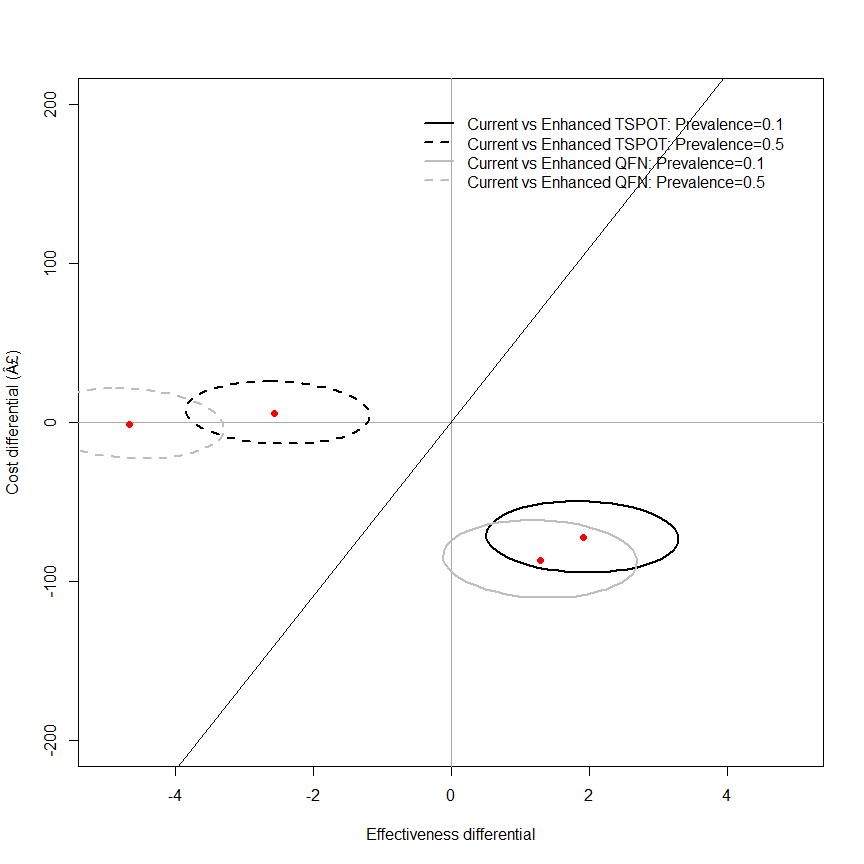 200
100
0
-100
-200
Cost differential (Â£)
Current vs Enhanced TSPOT: Prevalence=0.1
Current vs Enhanced TSPOT: Prevalence=0.5
Current vs Enhanced QFN: Prevalence=0.1
Current vs Enhanced QFN: Prevalence=0.5
-4 -2 0 2 4
Effectiveness differential